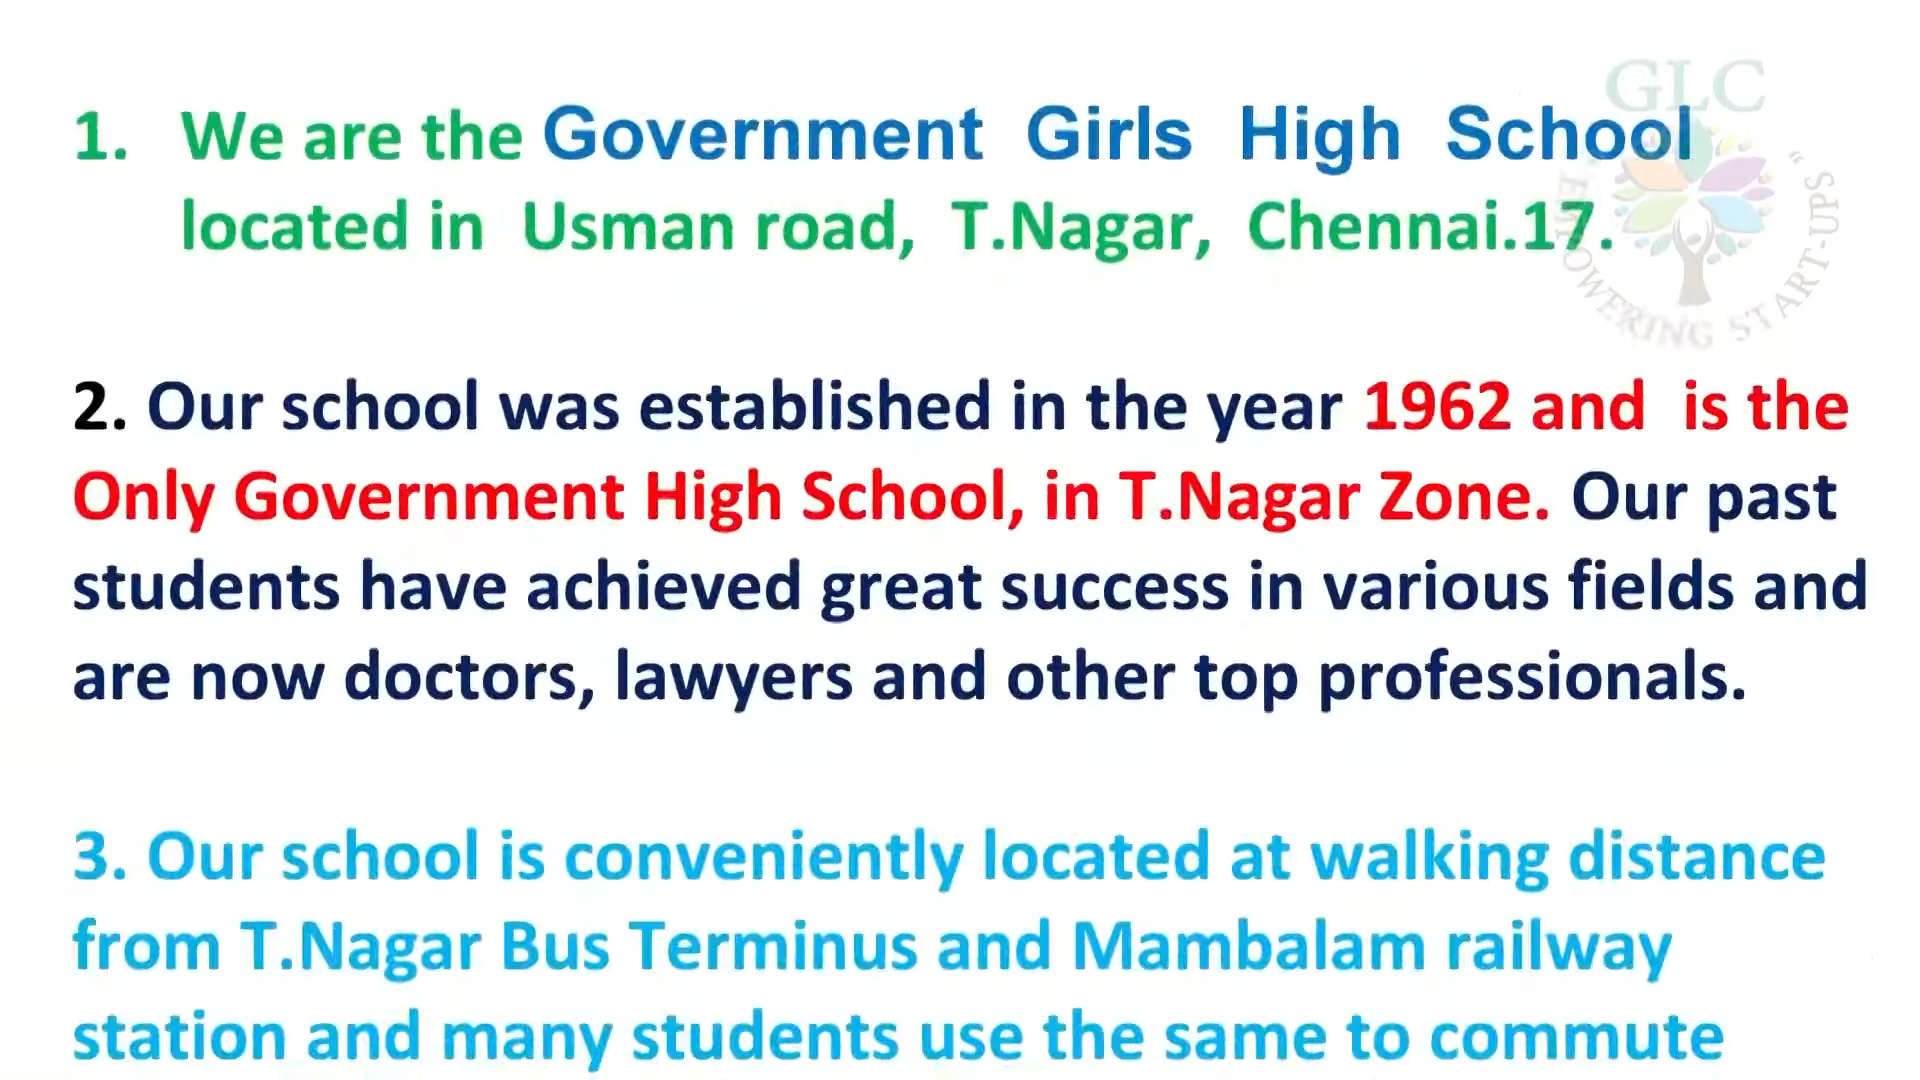 GLC
1. We are the Government Girls High School
located in Usman road, T.Nagar, Chennai.17.
"EMPOWERING START-UPS"
2. Our school was established in the year 1962 and is the
Only Government High School, in T.Nagar Zone. Our past
students have achieved great success in various fields and
are now doctors, lawyers and other top professionals.
3. Our school is conveniently located at walking distance
from T.Nagar Bus Terminus and Mambalam railway
station and many students use the same to commute